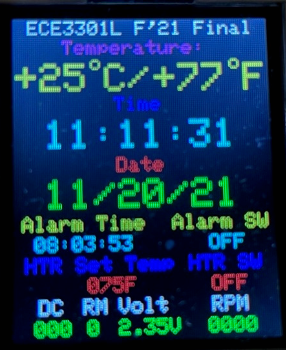 ECE3301L F'21 Final
Temperature:
+25°C/+77°F
Time
11:11:31
Date
11/20/21
Alarm Time Alarm SW
08:03:53 OFF
HTR Set Temp HTR SW
075F OFF
DC RM Volt RPM
000 0 2.35V 0000